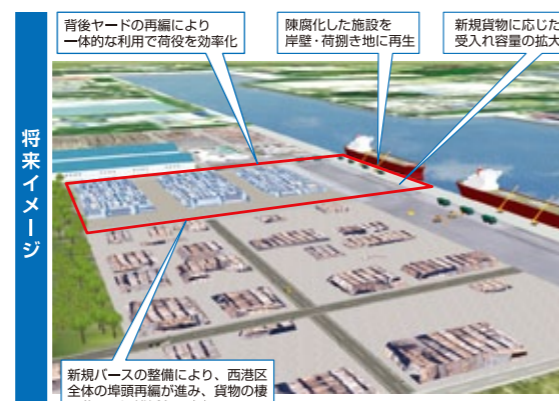 将来イメージ
背後ヤードの再編により
一体的な利用で荷役を効率化
陳腐化した施設を
岸壁・荷捌き地に再生
新規貨物に応じた
受入れ容量の拡大
新規バースの整備により、西港区
全体の埠頭再編が進み、貨物の棲